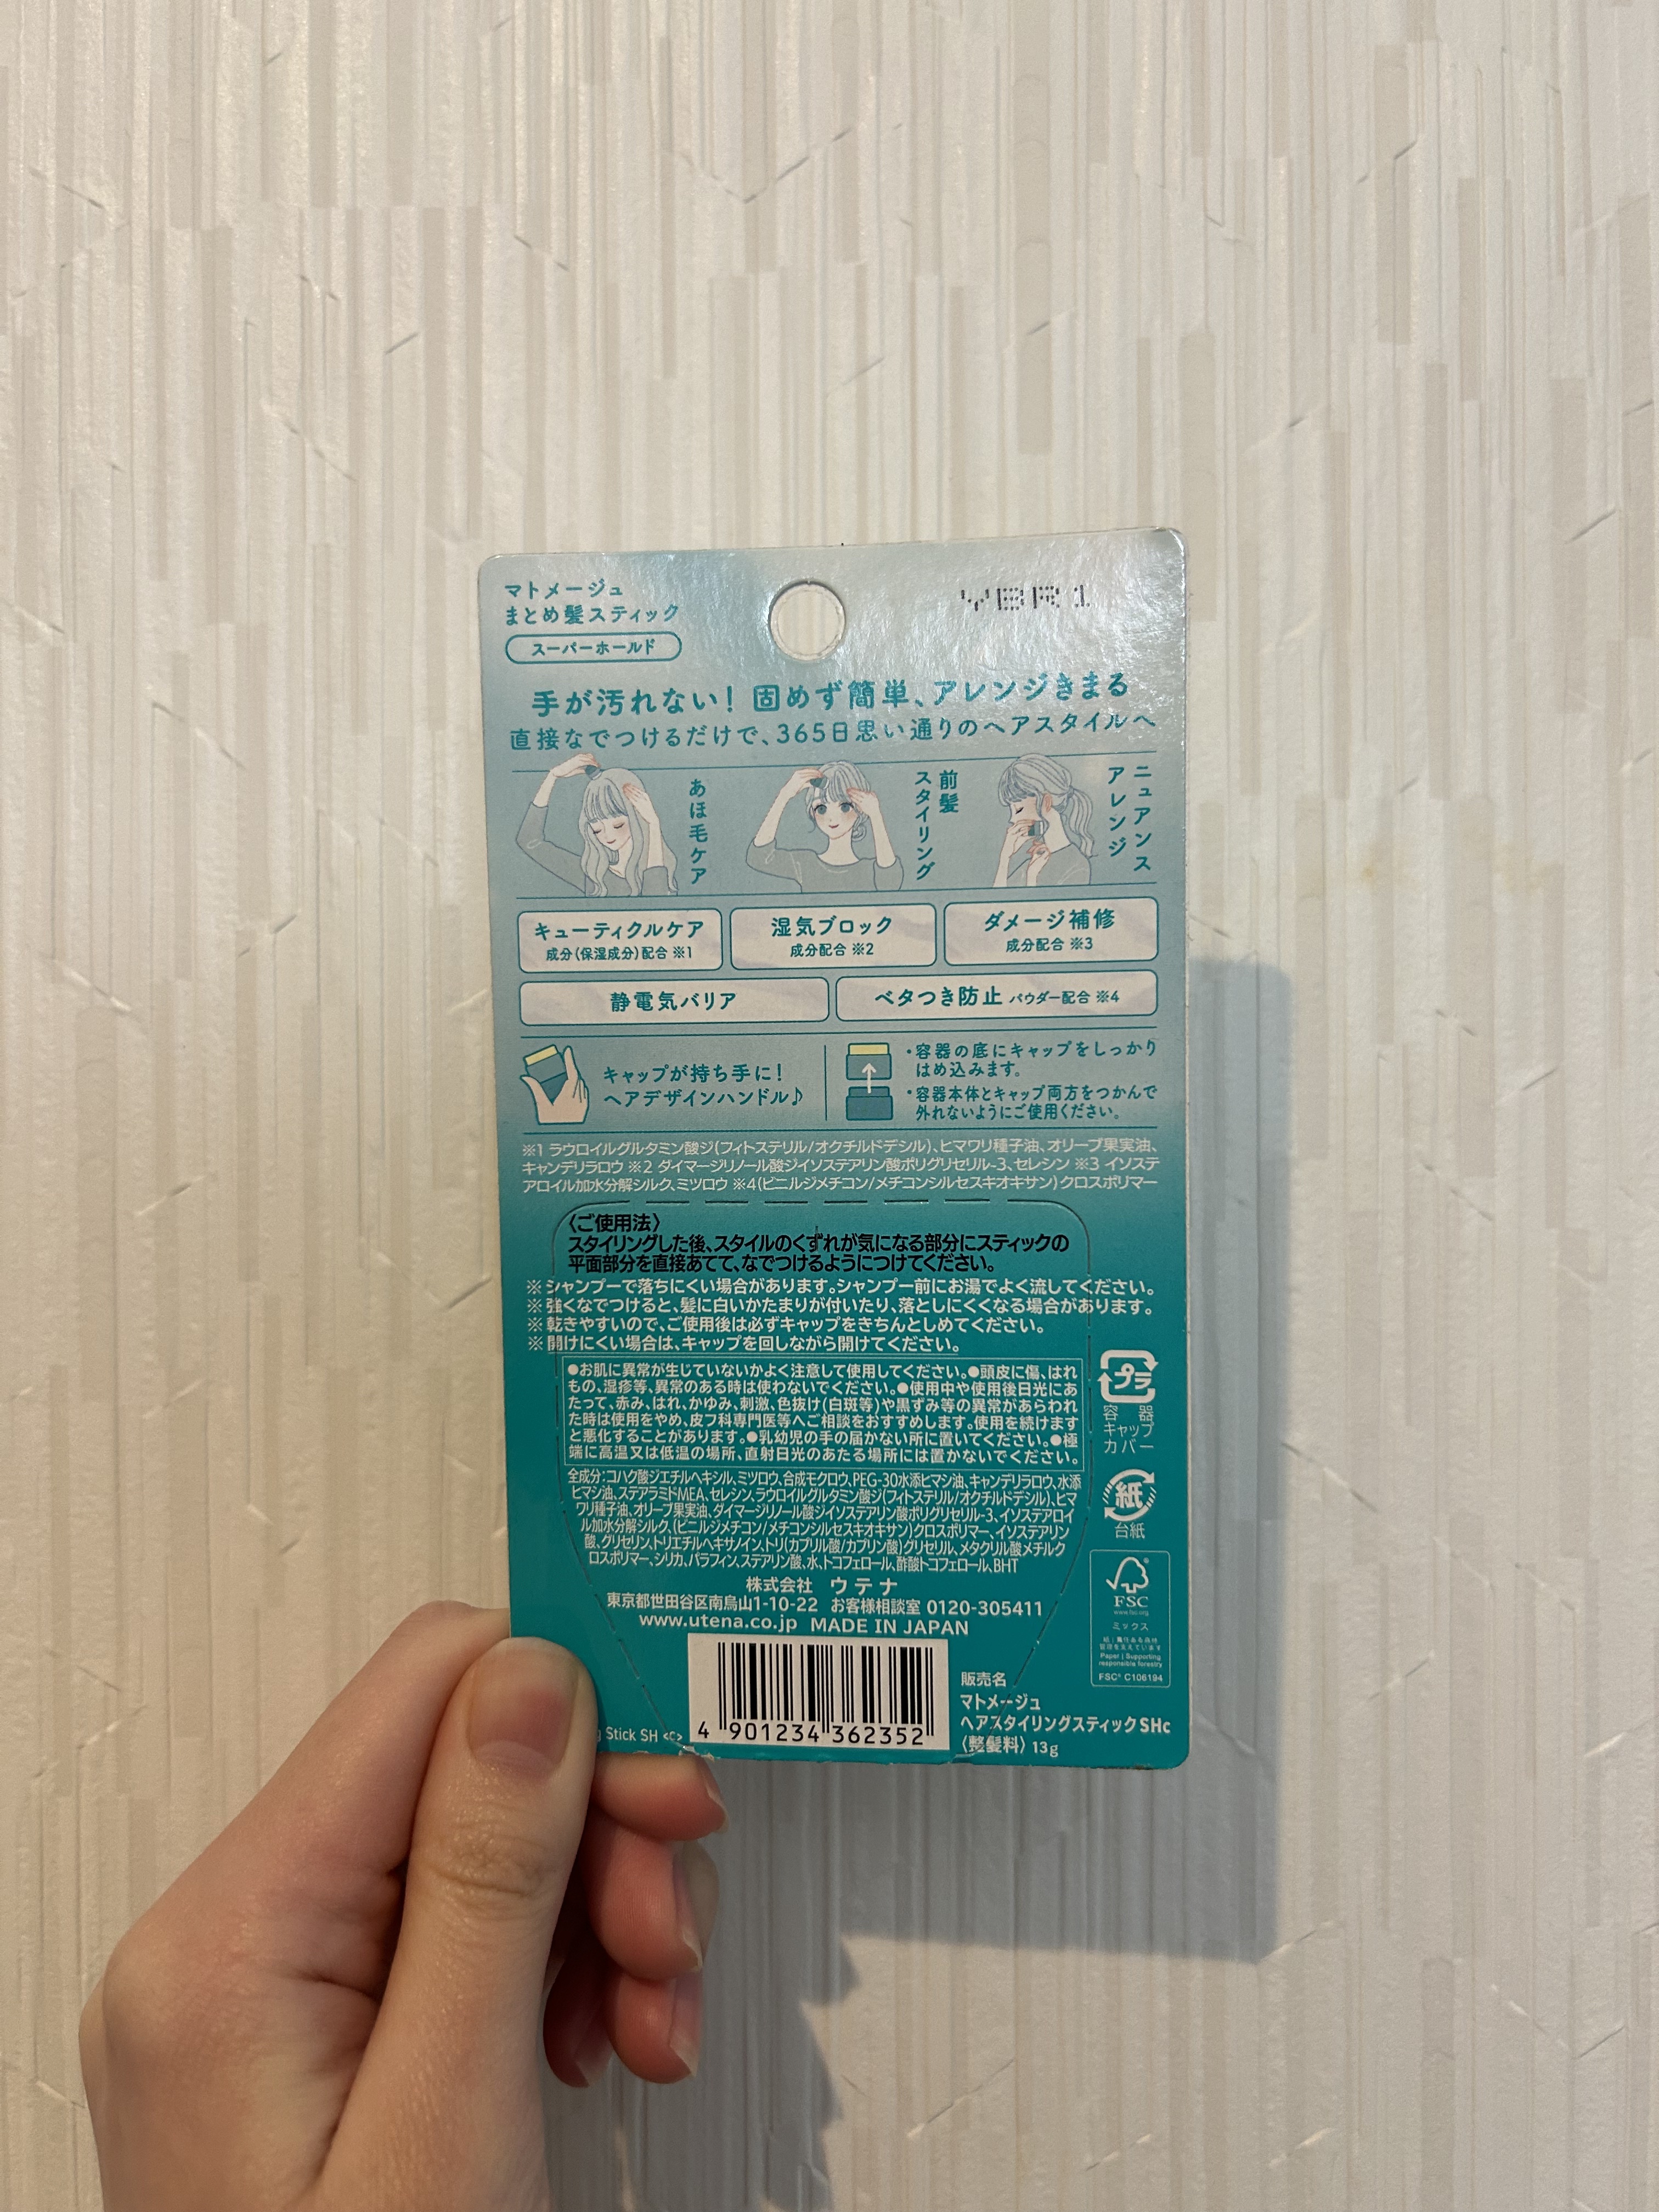 マトメージュ
まとめ髪スティック
スーパーホールド
YBR1
手が汚れない!固めず簡単、アレンジきまる
直接なでつけるだけで、365日思い通りのヘアスタイルへ
あほ毛ケア
前髪
スタイリング
ニュアンス
アレンジ
キューティクルケア
成分(保湿成分)配合 ※1
湿気ブロック
成分配合 ※2
ダメージ補修
成分配合 ※3
静電気バリア
ベタつき防止 パウダー配合 ※4
キャップが持ち手に!
ヘアデザインハンドル♪
・容器の底にキャップをしっかり
はめ込みます。
・容器本体とキャップ両方をつかんで
外れないようにご使用ください。
※1 ラウロイルグルタミン酸ジ(フィトステリル/オクチルドデシル)、ヒマワリ種子油、オリーブ果実油、
キャンデリラロウ ※2 ダイマージリノール酸ジイソステアリン酸ポリグリセリル-3、セレシン ※3 イソステ
アロイル加水分解シルク、ミツロウ ※4(ビニルジメチコン/メチコンシルセスキオキサン)クロスポリマー
〈ご使用法〉
スタイリングした後、スタイルのくずれが気になる部分にスティックの
平面部分を直接あてて、なでつけるようにつけてください。
※シャンプーで落ちにくい場合があります。シャンプー前にお湯でよく流してください。
※強くなでつけると、髪に白いかたまりが付いたり、落としにくくなる場合があります。
※乾きやすいので、ご使用後は必ずキャップをきちんとしめてください。
※開けにくい場合は、キャップを回しながら開けてください。
●お肌に異常が生じていないかよく注意して使用してください。●頭皮に傷、はれ
もの、湿疹等、異常のある時は使わないでください。●使用中や使用後日光にあ
たって、赤み、はれ、かゆみ、刺激、色抜け(白斑等)や黒ずみ等の異常があらわれ
た時は使用をやめ、皮フ科専門医等へご相談をおすすめします。使用を続けます
と悪化することがあります。●乳幼児の手の届かない所に置いてください。●極
端に高温又は低温の場所、直射日光のあたる場所には置かないでください。
全成分:コハク酸ジエチルヘキシル、ミツロウ、合成モクロウ、PEG-30水添ヒマシ油、キャンデリラロウ、水添
ヒマシ油、ステアラミドMEA、セレシン、ラウロイルグルタミン酸ジ(フィトステリル/オクチルドデシル)、ヒマ
ワリ種子油、オリーブ果実油、ダイマージリノール酸ジイソステアリン酸ポリグリセリル-3、イソステアロイ
ル加水分解シルク、(ビニルジメチコン/メチコンシルセスキオキサン)クロスポリマー、イソステアリン
酸、グリセリン、トリエチルヘキサノイン、トリ(カプリル酸/カプリン酸)グリセリル、メタクリル酸メチルク
ロスポリマー、シリカ、パラフィン、ステアリン酸、水、トコフェロール、酢酸トコフェロール、BHT
株式会社 ウテナ
東京都世田谷区南烏山1-10-22 お客様相談室 0120-305411
www.utena.co.jp MADE IN JAPAN
プラ
容器
キャップ
カバー
紙
台紙
FSC
www.fsc.org
ミックス
紙|責任ある森林
管理を支えています
Paper | Supporting
responsible forestry
FSC® C106194
Stick SH <c>
4 901234 362352
販売名
マトメージュ
ヘアスタイリングスティックSHc
〈整髪料〉13g